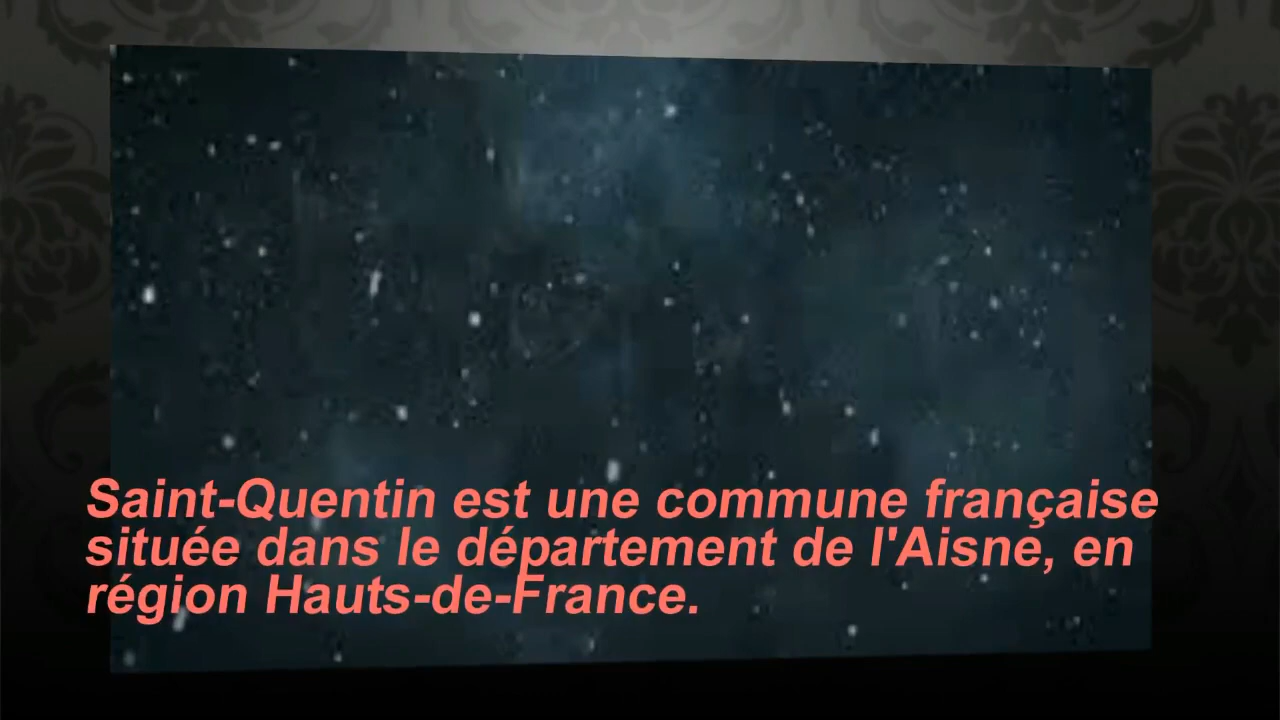 Saint-Quentin est une commune française
située dans le département de l'Aisne, en
région Hauts-de-France.